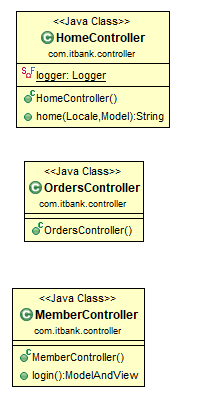 <<Java Class>>
HomeController
com.itbank.controller
logger: Logger
HomeController()
home(Locale,Model):String
<<Java Class>>
OrdersController
com.itbank.controller
OrdersController()
<<Java Class>>
MemberController
com.itbank.controller
MemberController()
login():ModelAndView